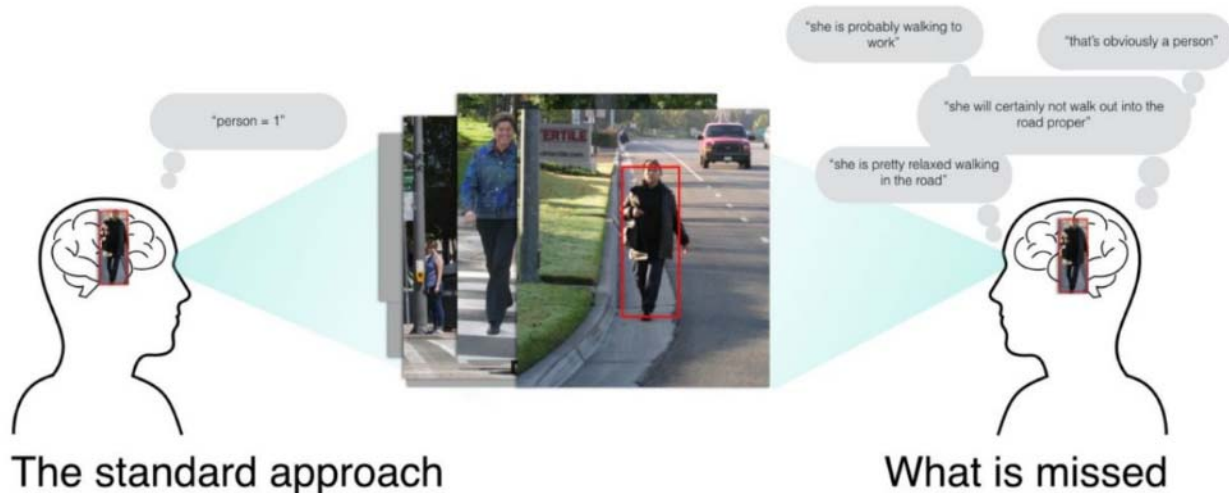 "she is probably walking to
work"
"that's obviously a person"
"person = 1"
"she will certainly not walk out into the
road proper"
"she is pretty relaxed walking
in the road"
ERTILE
The standard approach
What is missed